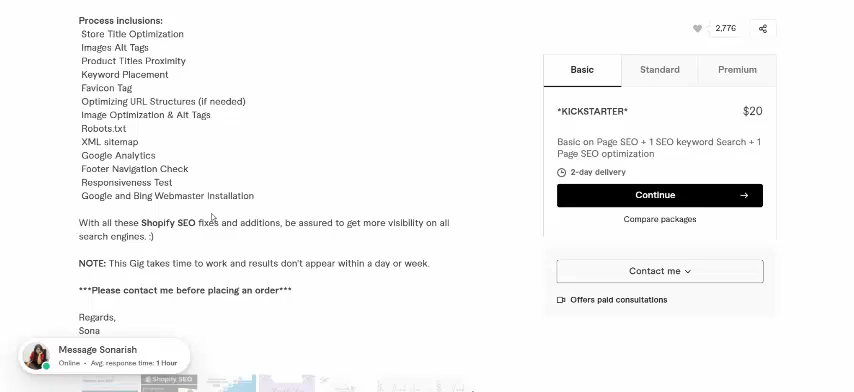 Process inclusions:
Store Title Optimization
Images Alt Tags
Product Titles Proximity
Keyword Placement
Favicon Tag
Optimizing URL Structures (if needed)
Image Optimization & Alt Tags
Robots.txt
XML sitemap
Google Analytics
Footer Navigation Check
Responsiveness Test
Google and Bing Webmaster Installation
With all these Shopify SEO fixes and additions, be assured to get more visibility on all
search engines. :)
NOTE: This Gig takes time to work and results don't appear within a day or week.
***Please contact me before placing an order***
Regards,
Sona
Message Sonarish
Online • Avg. response time: 1 Hour
Shopify SEO
2,776
Basic Standard Premium
*KICKSTARTER* $20
Basic on Page SEO + 1 SEO keyword Search + 1
Page SEO optimization
2-day delivery
Continue
Compare packages
Contact me
Offers paid consultations